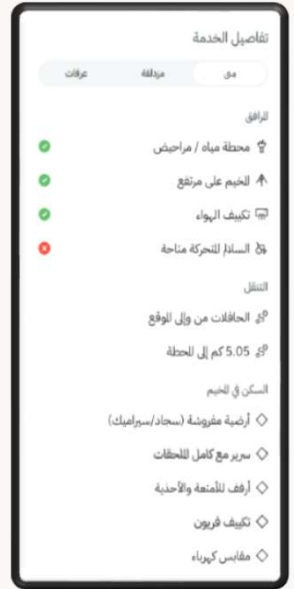 تفاصيل الخدمة
منى مزدلفة عرفات
المرافق
محطة مياه / مراحيض
المخيم على مرتفع
تكييف الهواء
السلالم المتحركة متاحة
التنقل
الحافلات من وإلى الموقع
5.05 كم إلى المحطة
السكن في المخيم
أرضية مفروشة (سجاد/سيراميك)
سرير مع كامل الملحقات
أرفف للأمتعة والأحذية
تكييف فريون
مقابس كهرباء